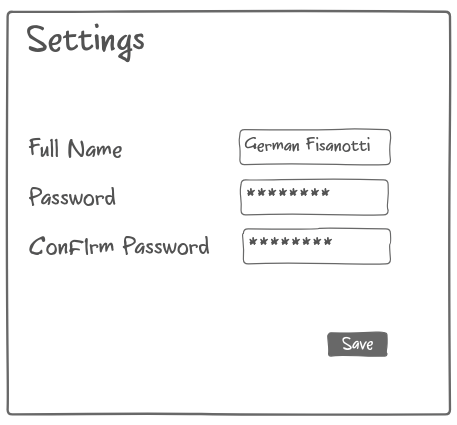 Settings
Full Name German Fisanotti
Password ********
ConFIrm Password ********
Save